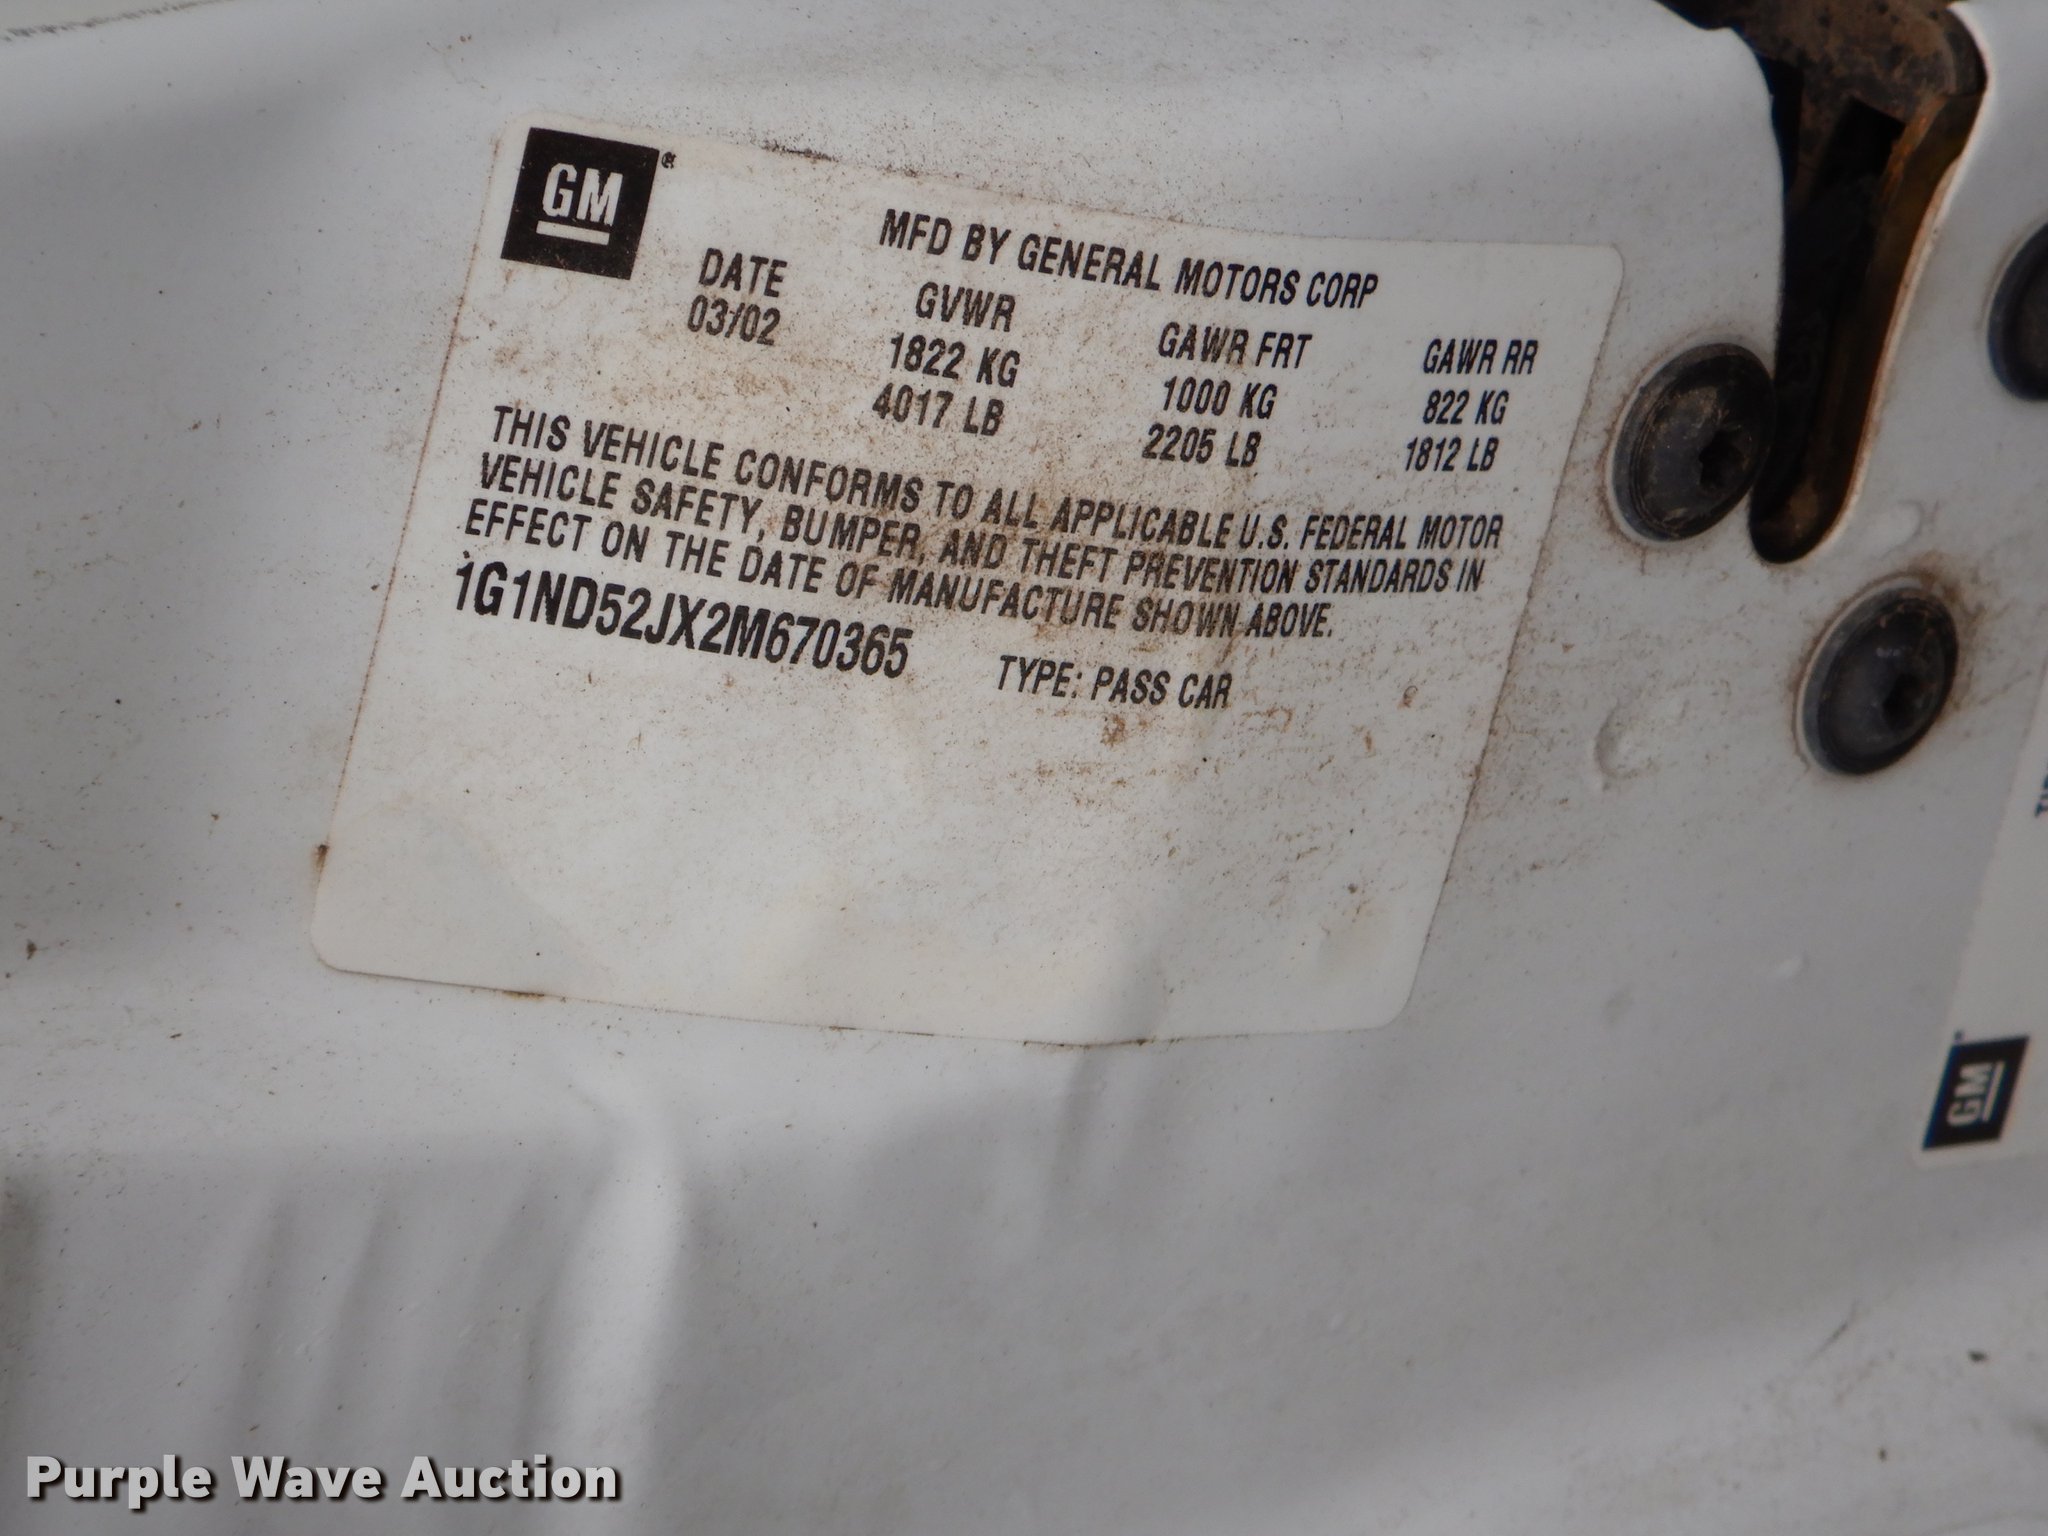 GM
MFD BY GENERAL MOTORS CORP
DATE GVWR GAWR FRT GAWR RR
03/02 1822 KG 1000 KG 822 KG
4017 LB 2205 LB 1812 LB
THIS VEHICLE CONFORMS TO ALL APPLICABLE U.S. FEDERAL MOTOR
VEHICLE SAFETY, BUMPER, AND THEFT PREVENTION STANDARDS IN
EFFECT ON THE DATE OF MANUFACTURE SHOWN ABOVE.
1G1ND52JX2M670365 TYPE: PASS CAR
GM
Purple Wave Auction